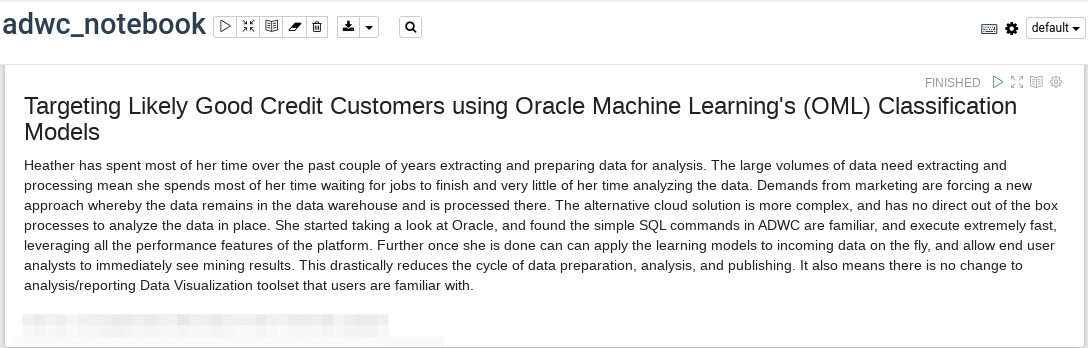 adwc_notebook
default
FINISHED
Targeting Likely Good Credit Customers using Oracle Machine Learning's (OML) Classification
Models
Heather has spent most of her time over the past couple of years extracting and preparing data for analysis. The large volumes of data need extracting and
processing mean she spends most of her time waiting for jobs to finish and very little of her time analyzing the data. Demands from marketing are forcing a new
approach whereby the data remains in the data warehouse and is processed there. The alternative cloud solution is more complex, and has no direct out of the box
processes to analyze the data in place. She started taking a look at Oracle, and found the simple SQL commands in ADWC are familiar, and execute extremely fast,
leveraging all the performance features of the platform. Further once she is done can can apply the learning models to incoming data on the fly, and allow end user
analysts to immediately see mining results. This drastically reduces the cycle of data preparation, analysis, and publishing. It also means there is no change to
analysis/reporting Data Visualization toolset that users are familiar with.